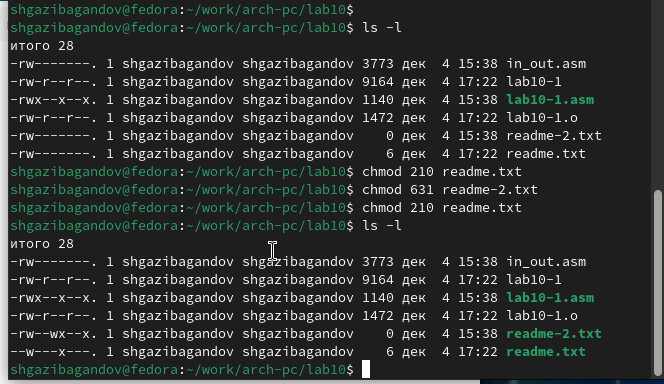 shgazibagandov@fedora:~/work/arch-pc/lab10$
shgazibagandov@fedora:~/work/arch-pc/lab10$ ls -l
итого 28
-rw-------. 1 shgazibagandov shgazibagandov 3773 дек  4 15:38 in_out.asm
-rw-r--r--. 1 shgazibagandov shgazibagandov 9164 дек  4 17:22 lab10-1
-rwx--x--x. 1 shgazibagandov shgazibagandov 1140 дек  4 15:38 lab10-1.asm
-rw-r--r--. 1 shgazibagandov shgazibagandov 1472 дек  4 17:22 lab10-1.o
-rw-------. 1 shgazibagandov shgazibagandov    0 дек  4 15:38 readme-2.txt
-rw-------. 1 shgazibagandov shgazibagandov    6 дек  4 17:22 readme.txt
shgazibagandov@fedora:~/work/arch-pc/lab10$ chmod 210 readme.txt
shgazibagandov@fedora:~/work/arch-pc/lab10$ chmod 631 readme-2.txt
shgazibagandov@fedora:~/work/arch-pc/lab10$ chmod 210 readme.txt
shgazibagandov@fedora:~/work/arch-pc/lab10$ ls -l
итого 28
-rw-------. 1 shgazibagandov shgazibagandov 3773 дек  4 15:38 in_out.asm
-rw-r--r--. 1 shgazibagandov shgazibagandov 9164 дек  4 17:22 lab10-1
-rwx--x--x. 1 shgazibagandov shgazibagandov 1140 дек  4 15:38 lab10-1.asm
-rw-r--r--. 1 shgazibagandov shgazibagandov 1472 дек  4 17:22 lab10-1.o
-rw--wx--x. 1 shgazibagandov shgazibagandov    0 дек  4 15:38 readme-2.txt
--w---x---. 1 shgazibagandov shgazibagandov    6 дек  4 17:22 readme.txt
shgazibagandov@fedora:~/work/arch-pc/lab10$